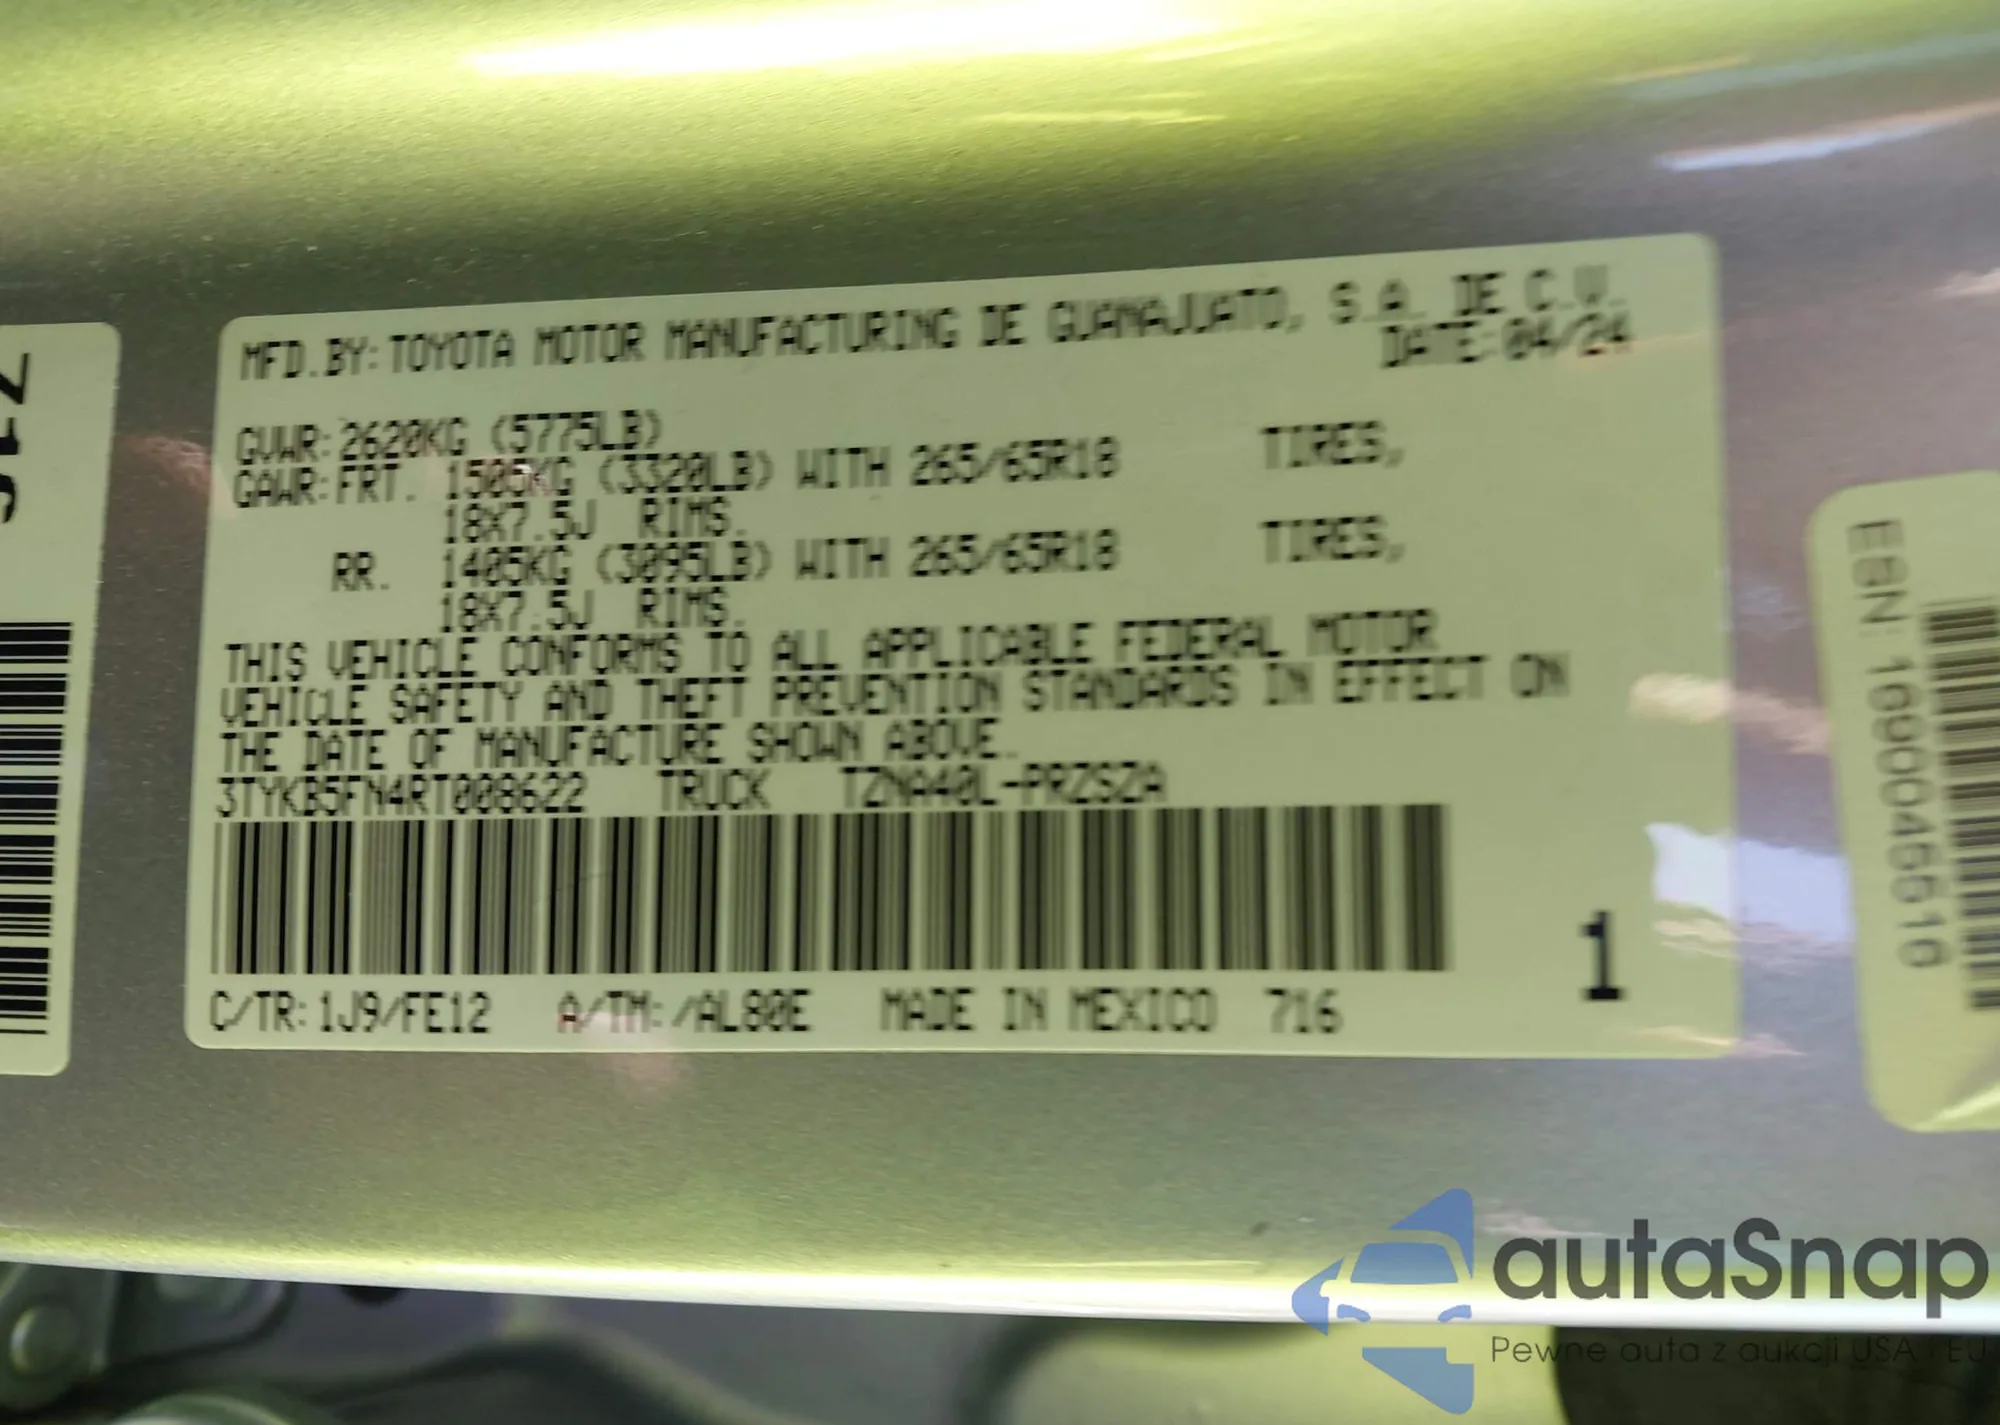 MFD.BY:TOYOTA MOTOR MANUFACTURING DE GUANAJUATO, S.A. DE C.V.
DATE:04/24
GVWR:2620KG (5775LB)
GAWR:FRT. 1505KG (3320LB) WITH 265/65R18 TIRES,
18X7.5J RIMS.
RR. 1405KG (3095LB) WITH 265/65R18 TIRES,
18X7.5J RIMS.
THIS VEHICLE CONFORMS TO ALL APPLICABLE FEDERAL MOTOR
VEHICLE SAFETY AND THEFT PREVENTION STANDARDS IN EFFECT ON
THE DATE OF MANUFACTURE SHOWN ABOVE.
3TYKB5FN4RT008622 TRUCK TZNA40L-PRZSZA
C/TR:1J9/FE12 A/TM:/AL80E MADE IN MEXICO 716
1
716
ESN: 1690045616
autaSnap
Pewne auta z aukcji USA i EU